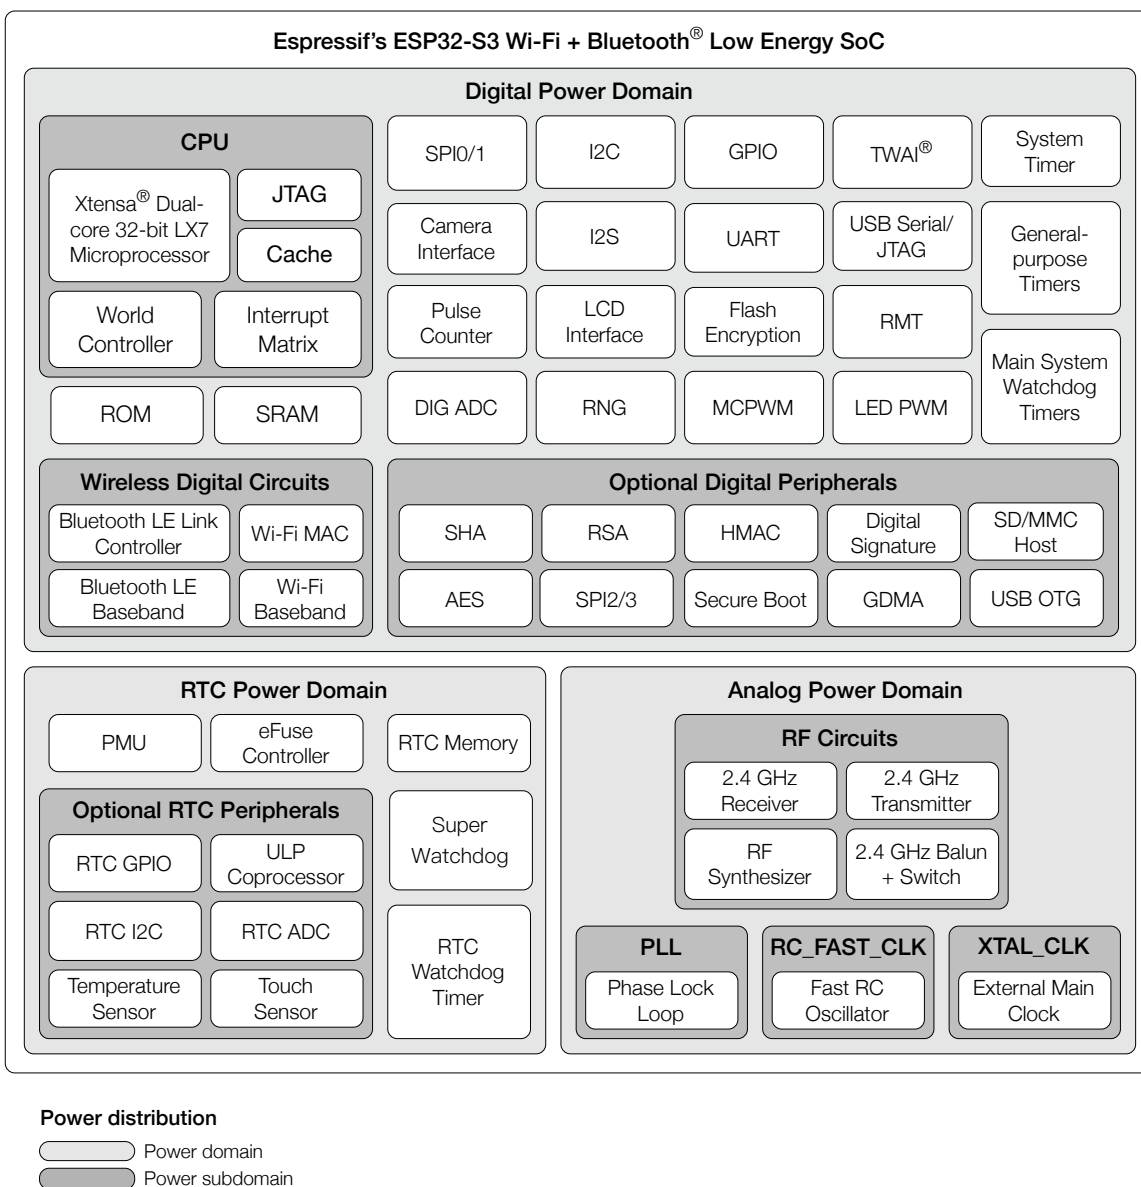 Espressif's ESP32-S3 Wi-Fi + Bluetooth® Low Energy SoC
Digital Power Domain
CPU
Xtensa® Dual-
core 32-bit LX7
Microprocessor
JTAG
Cache
World
Controller
Interrupt
Matrix
ROM
SRAM
SPI0/1
I2C
GPIO
TWAI®
System
Timer
Camera
Interface
I2S
UART
USB Serial/
JTAG
General-
purpose
Timers
Pulse
Counter
LCD
Interface
Flash
Encryption
RMT
Main System
Watchdog
Timers
DIG ADC
RNG
MCPWM
LED PWM
Wireless Digital Circuits
Bluetooth LE Link
Controller
Wi-Fi MAC
Bluetooth LE
Baseband
Wi-Fi
Baseband
Optional Digital Peripherals
SHA
RSA
HMAC
Digital
Signature
SD/MMC
Host
AES
SPI2/3
Secure Boot
GDMA
USB OTG
RTC Power Domain
PMU
eFuse
Controller
RTC Memory
Optional RTC Peripherals
RTC GPIO
ULP
Coprocessor
RTC I2C
RTC ADC
Temperature
Sensor
Touch
Sensor
Super
Watchdog
RTC
Watchdog
Timer
Analog Power Domain
RF Circuits
2.4 GHz
Receiver
2.4 GHz
Transmitter
RF
Synthesizer
2.4 GHz Balun
+ Switch
PLL
Phase Lock
Loop
RC_FAST_CLK
Fast RC
Oscillator
XTAL_CLK
External Main
Clock
Power distribution
Power domain
Power subdomain